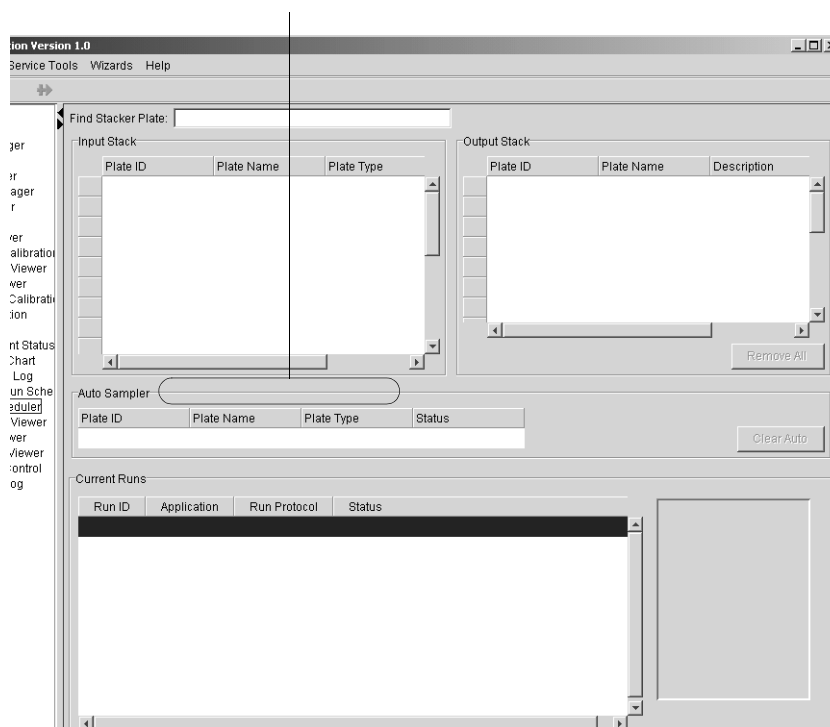 ion Version 1.0
Service Tools Wizards Help
Find Stacker Plate:
Input Stack
Plate ID Plate Name Plate Type
Output Stack
Plate ID Plate Name Description
Remove All
Auto Sampler
Plate ID Plate Name Plate Type Status
Clear Auto
Current Runs
Run ID Application Run Protocol Status
ger
er
ager
r
ver
alibration
Viewer
wer
Calibrati
tion
nt Status
Chart
Log
un Sche
eduler
Viewer
wer
Viewer
ontrol
og